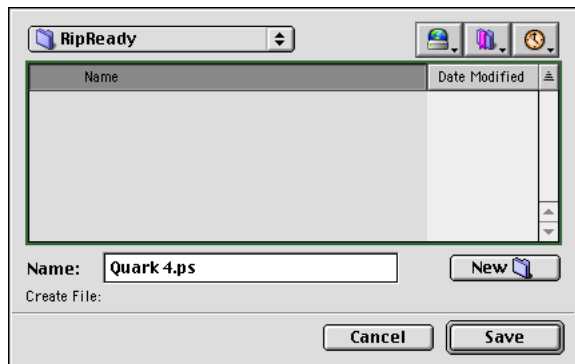 RipReady
Name Date Modified
Name: Quark 4.ps New
Create File:
Cancel Save